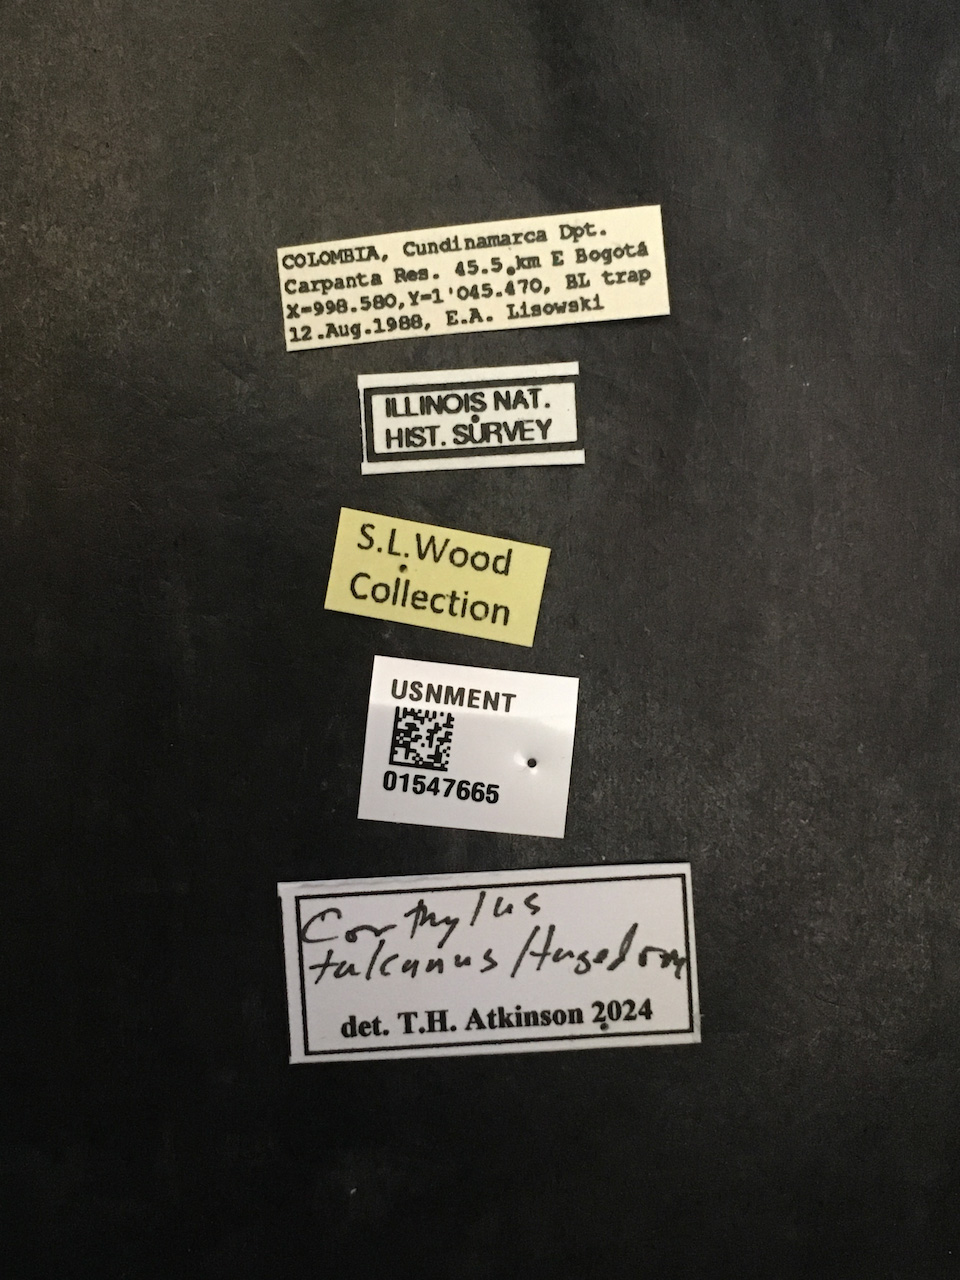 COLOMBIA, Cundinamarca Dpt.
Carpanta Res. 45.5 km E Bogotá
X=998.580,Y=1'045.470, BL trap
12.Aug.1988, E.A. Lisowski
ILLINOIS NAT.
HIST. SURVEY
S.L.Wood
Collection
USNMENT
01547665
Corthylus
tulcanus Hagedorn
det. T.H. Atkinson 2024